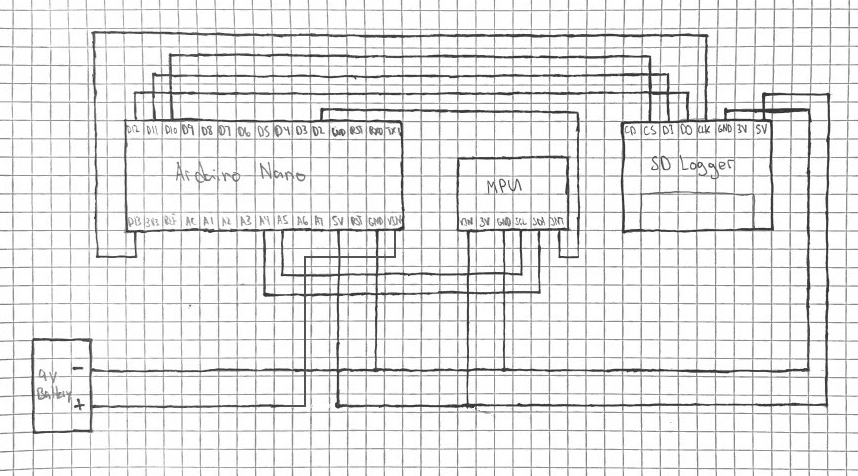 D12 D11 D10 D9 D8 D7 D6 D5 D4 D3 D2 GND RST RX0 TX1
CD CS DI DO CLK GND 3V 5V
SD Logger
Arduino Nano
MPU
D13 3V3 REF A0 A1 A2 A3 A4 A5 A6 A7 5V RST GND VIN
VIN 3V GND SCL SDA INT
9V
Battery
-
+